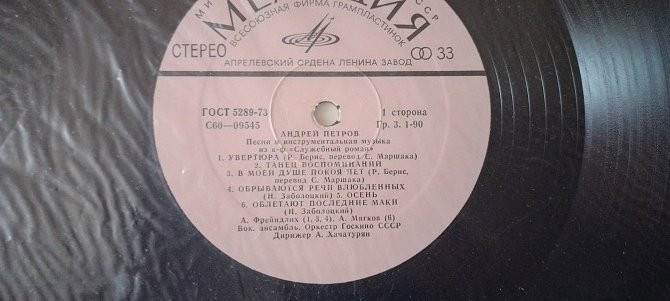 МЕ ДИЯ
ВСЕСОЮЗНАЯ ФИРМА ГРАМПЛАСТИНОК
СТЕРЕО
33
АПРЕЛЕВСКИЙ ОРДЕНА ЛЕНИНА ЗАВОД
ГОСТ 5289-73
1 сторона
С60—09545
Гр. 3. 1-90
АНДРЕЙ ПЕТРОВ
Песни и инструментальная музыка
из к-ф «Служебный роман»
1. УВЕРТЮРА (Р. Бернс, перевод С. Маршака)
2. ТАНЕЦ ВОСПОМИНАНИЙ
3. В МОЕЙ ДУШЕ ПОКОЯ НЕТ (Р. Бернс,
перевод С. Маршака)
4. ОБРЫВАЮТСЯ РЕЧИ ВЛЮБЛЕННЫХ
(Н. Заболоцкий) 5. ОСЕНЬ
6. ОБЛЕТАЮТ ПОСЛЕДНИЕ МАКИ
(Н. Заболоцкий)
А. Фрейндлих (1, 3, 4), А. Мягков (6)
Вок. ансамбль. Оркестр Госкино СССР
Дирижер А. Хачатурян